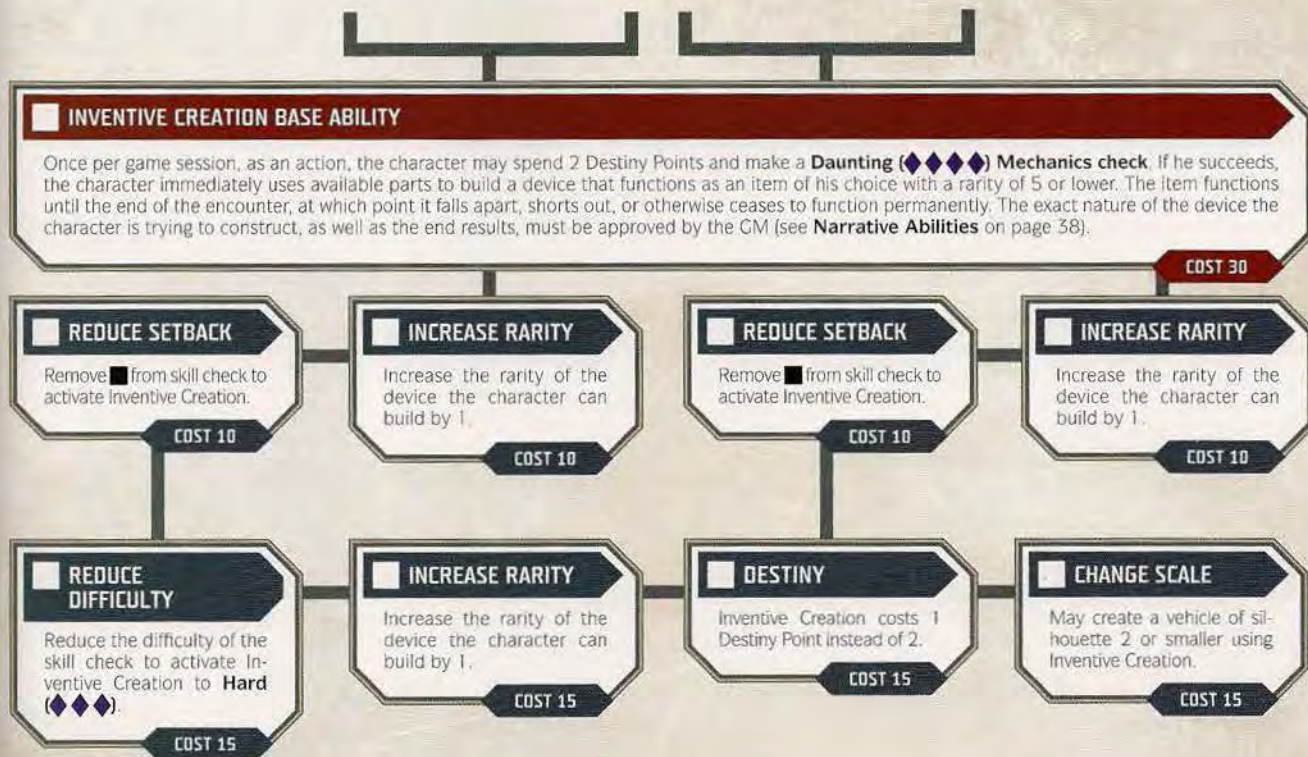 INVENTIVE CREATION BASE ABILITY
Once per game session, as an action, the character may spend 2 Destiny Points and make a Daunting (◆◆◆◆) Mechanics check. If he succeeds,
the character immediately uses available parts to build a device that functions as an item of his choice with a rarity of 5 or lower. The item functions
until the end of the encounter, at which point it falls apart, shorts out, or otherwise ceases to function permanently. The exact nature of the device the
character is trying to construct, as well as the end results, must be approved by the GM (see Narrative Abilities on page 38).
COST 30
REDUCE SETBACK
Remove ■ from skill check to
activate Inventive Creation.
COST 10
INCREASE RARITY
Increase the rarity of the
device the character can
build by 1.
COST 10
REDUCE SETBACK
Remove ■ from skill check to
activate Inventive Creation.
COST 10
INCREASE RARITY
Increase the rarity of the
device the character can
build by 1.
COST 10
REDUCE
DIFFICULTY
Reduce the difficulty of the
skill check to activate In-
ventive Creation to Hard
(◆◆◆).
COST 15
INCREASE RARITY
Increase the rarity of the
device the character can
build by 1.
COST 15
DESTINY
Inventive Creation costs 1
Destiny Point instead of 2.
COST 15
CHANGE SCALE
May create a vehicle of sil-
houette 2 or smaller using
Inventive Creation.
COST 15